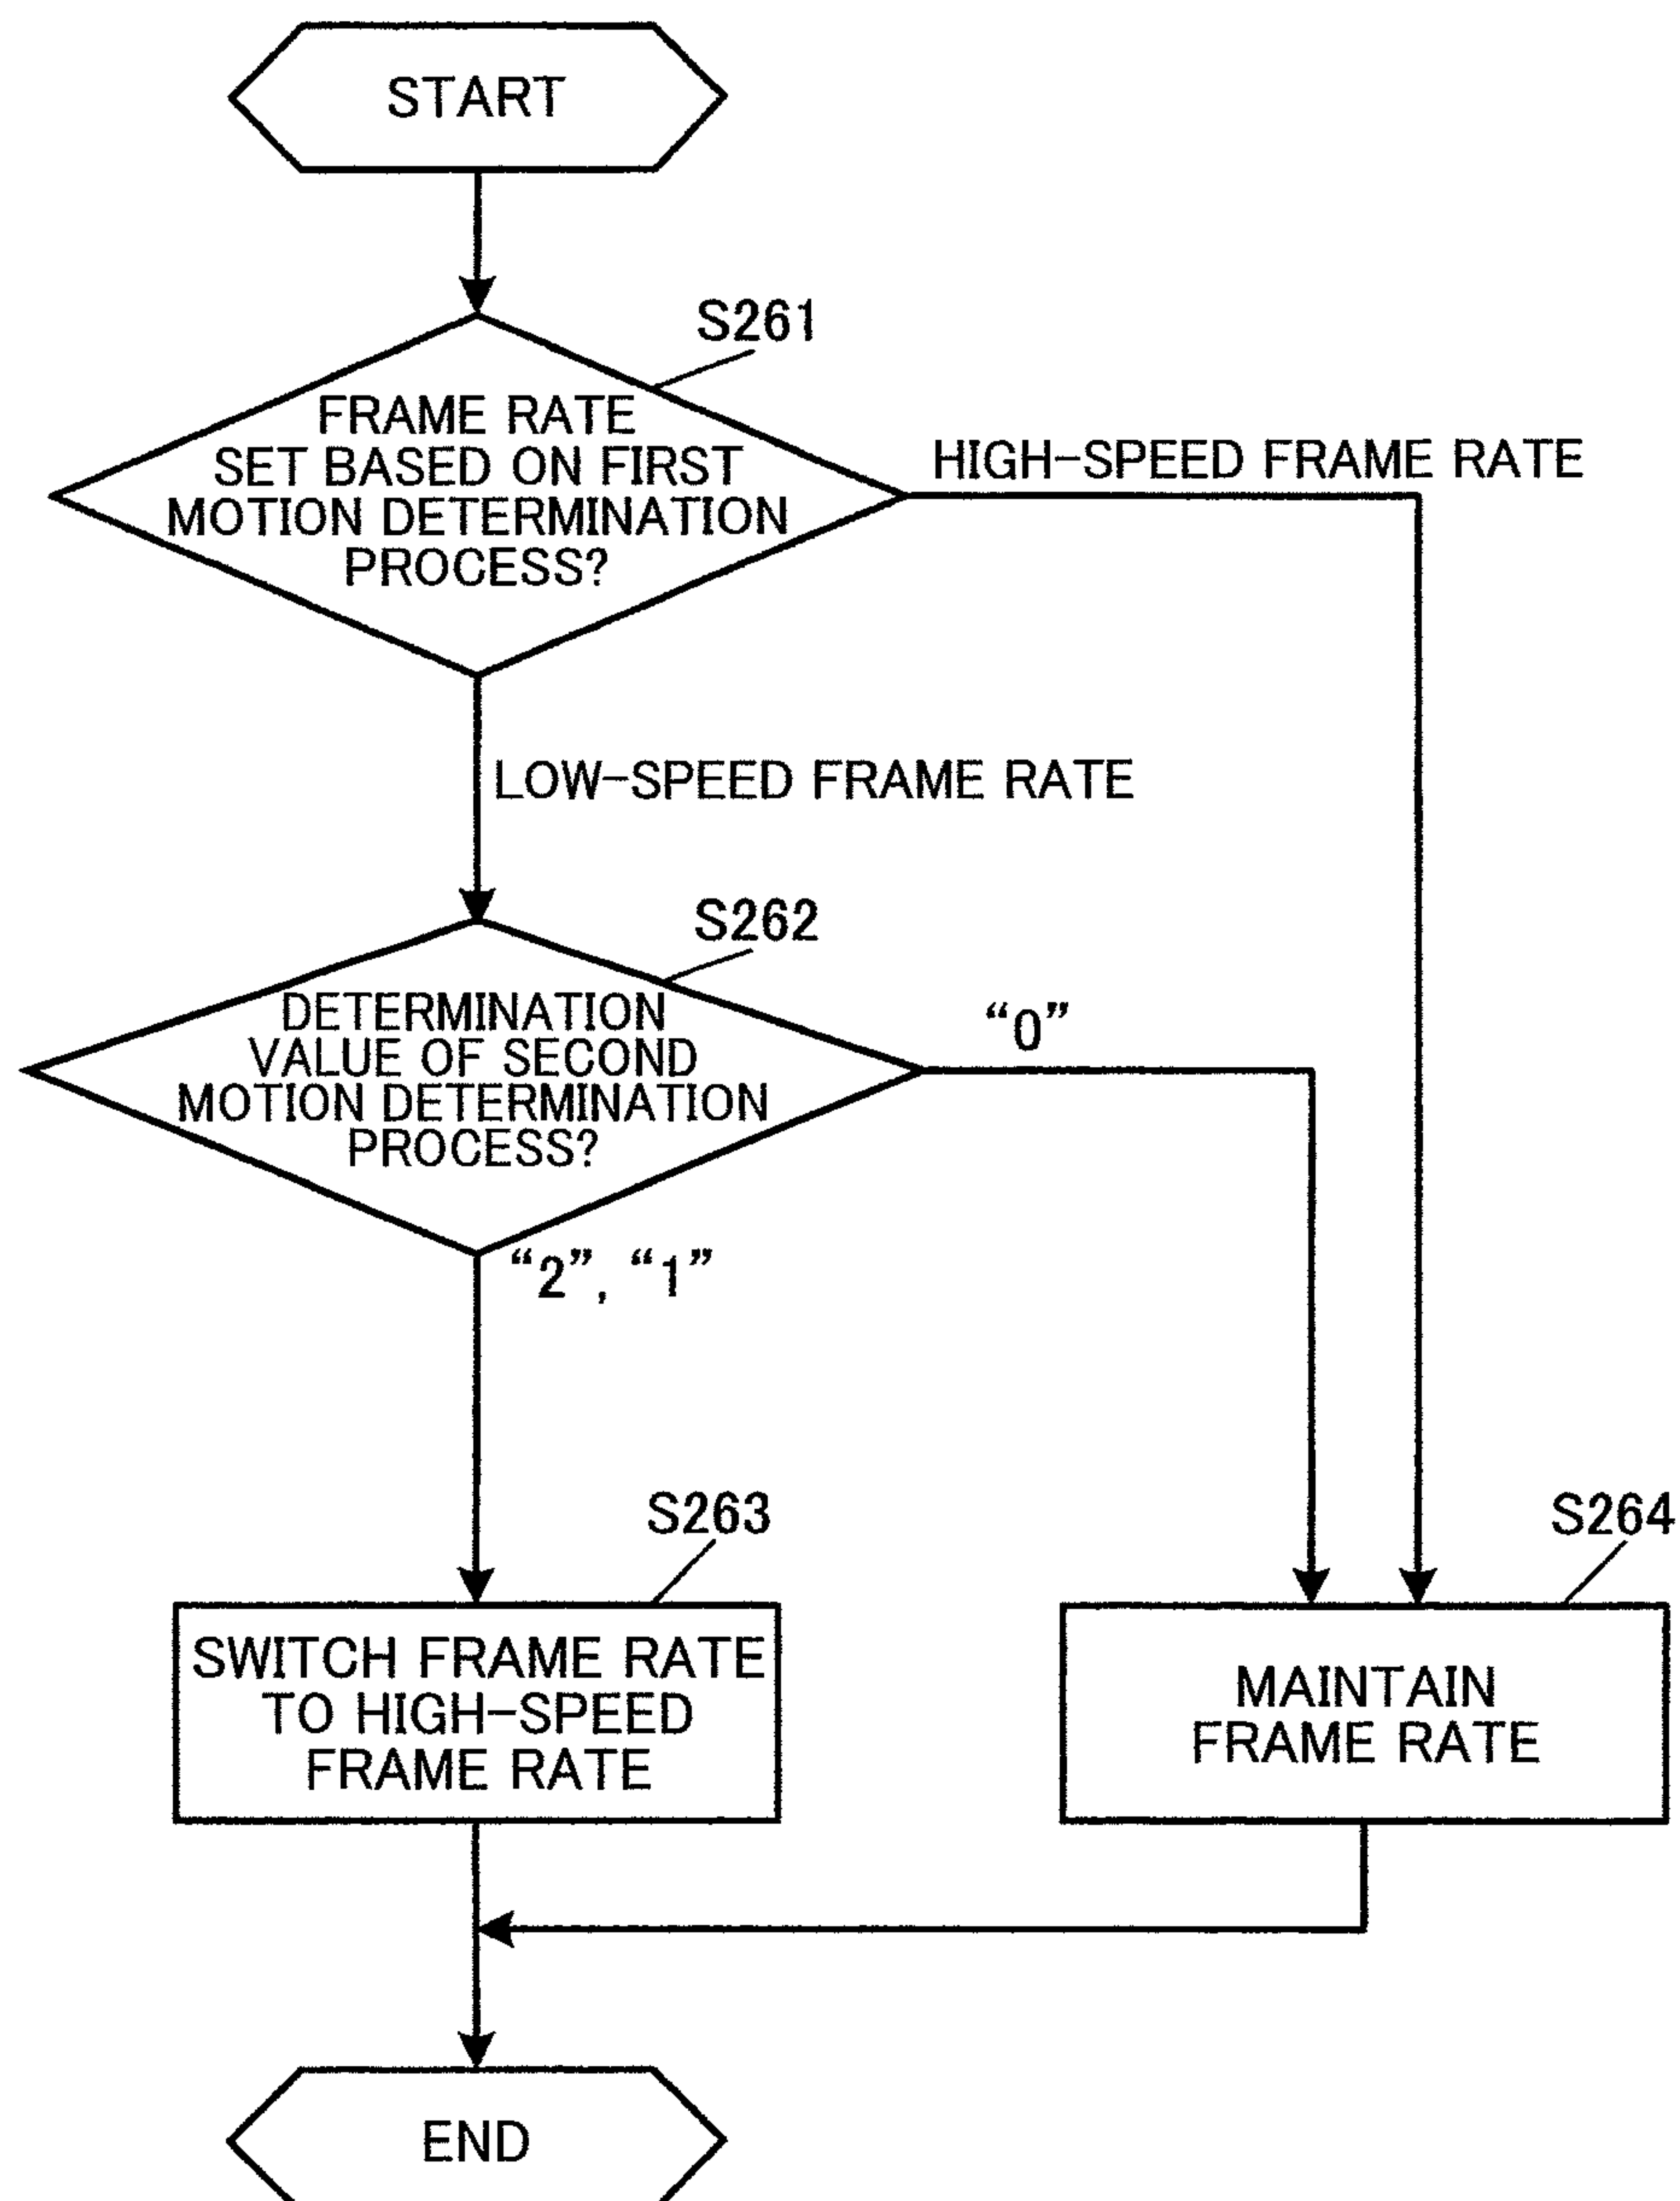 START
S261
FRAME RATE
SET BASED ON FIRST
MOTION DETERMINATION
PROCESS?
HIGH-SPEED FRAME RATE
LOW-SPEED FRAME RATE
S262
DETERMINATION
VALUE OF SECOND
MOTION DETERMINATION
PROCESS?
“0”
“2”, “1”
S263
SWITCH FRAME RATE
TO HIGH-SPEED
FRAME RATE
S264
MAINTAIN
FRAME RATE
END